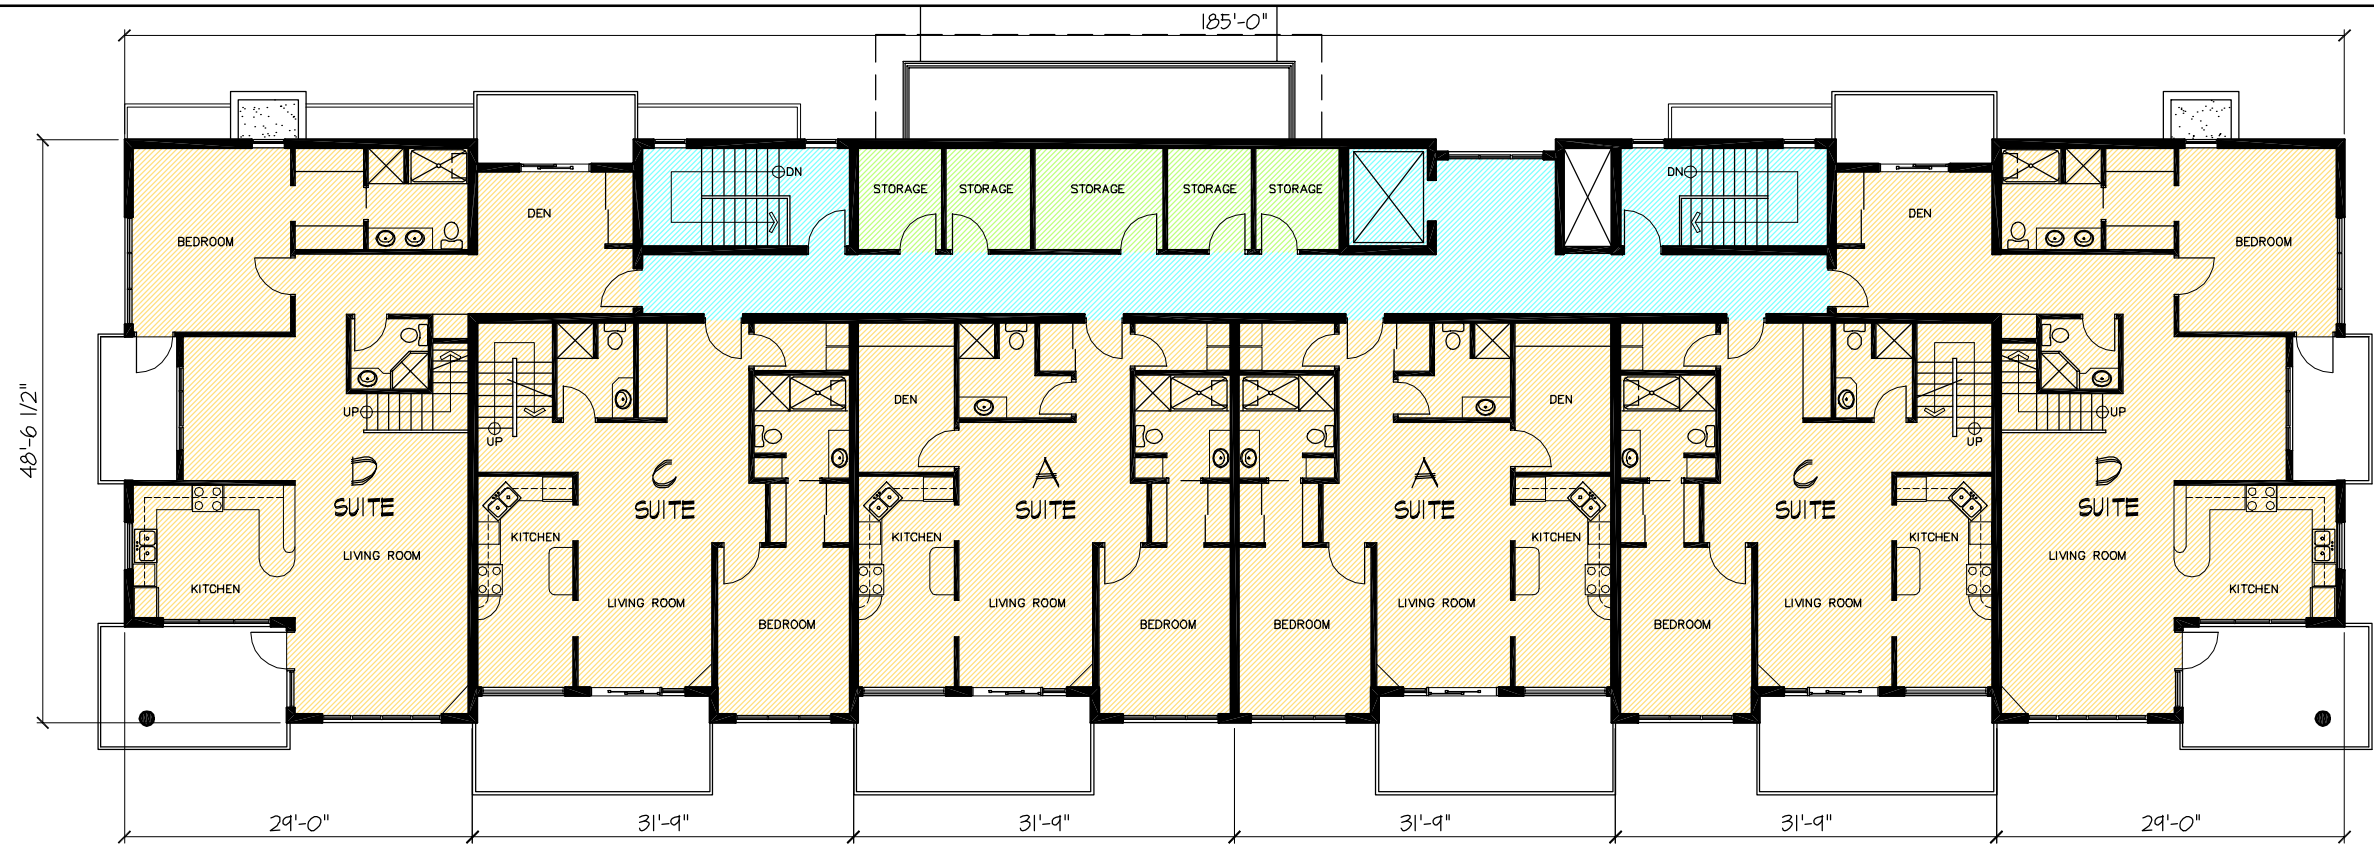 185'-0"
DN
DN
STORAGE
STORAGE
STORAGE
STORAGE
STORAGE
DEN
DEN
BEDROOM
BEDROOM
48'-6 1/2"
UP
UP
UP
UP
DEN
DEN
D
SUITE
C
SUITE
A
SUITE
A
SUITE
C
SUITE
D
SUITE
KITCHEN
KITCHEN
KITCHEN
KITCHEN
LIVING ROOM
LIVING ROOM
KITCHEN
KITCHEN
LIVING ROOM
LIVING ROOM
LIVING ROOM
LIVING ROOM
BEDROOM
BEDROOM
BEDROOM
BEDROOM
29'-0"
31'-9"
31'-9"
31'-9"
31'-9"
29'-0"